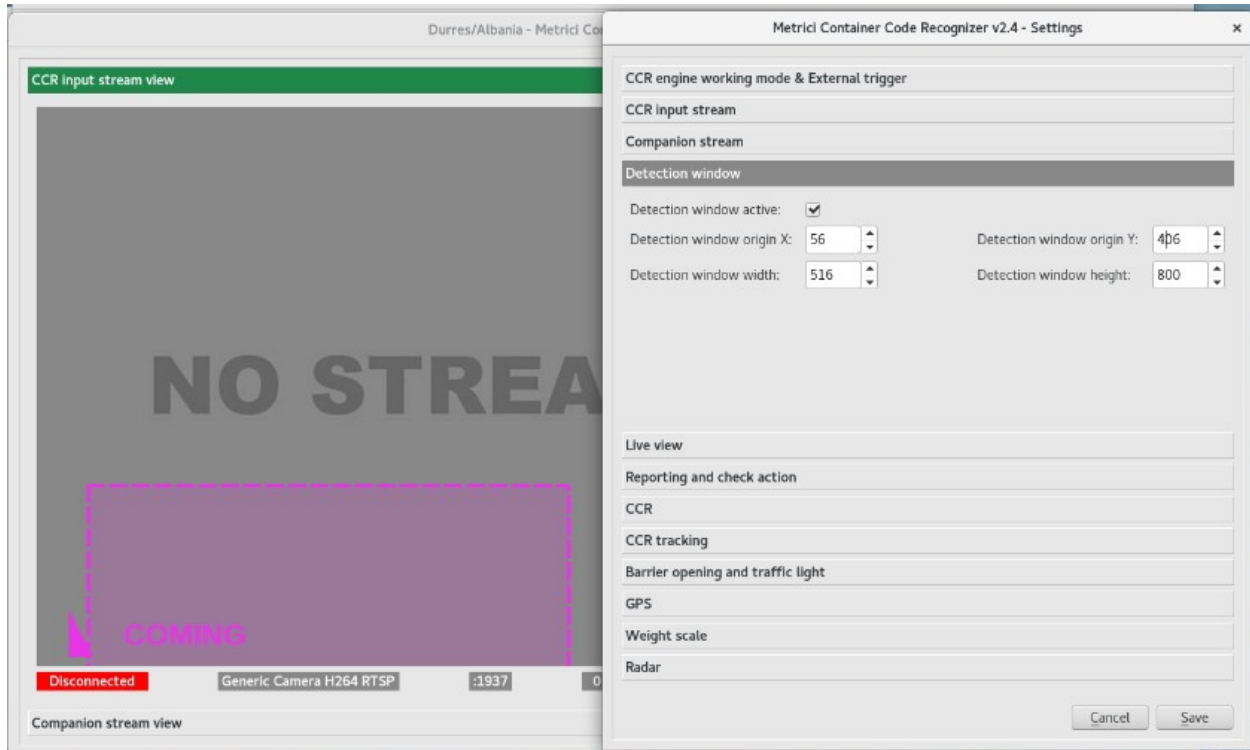 Durres/Albania - Metrici Co
CCR input stream view
NO STREA
COMING
Disconnected
Generic Camera H264 RTSP
:1937
0
Companion stream view
Metrici Container Code Recognizer v2.4 - Settings
CCR engine working mode & External trigger
CCR input stream
Companion stream
Detection window
Detection window active:
Detection window origin X: 56 Detection window origin Y: 406
Detection window width: 516 Detection window height: 800
Live view
Reporting and check action
CCR
CCR tracking
Barrier opening and traffic light
GPS
Weight scale
Radar
Cancel Save